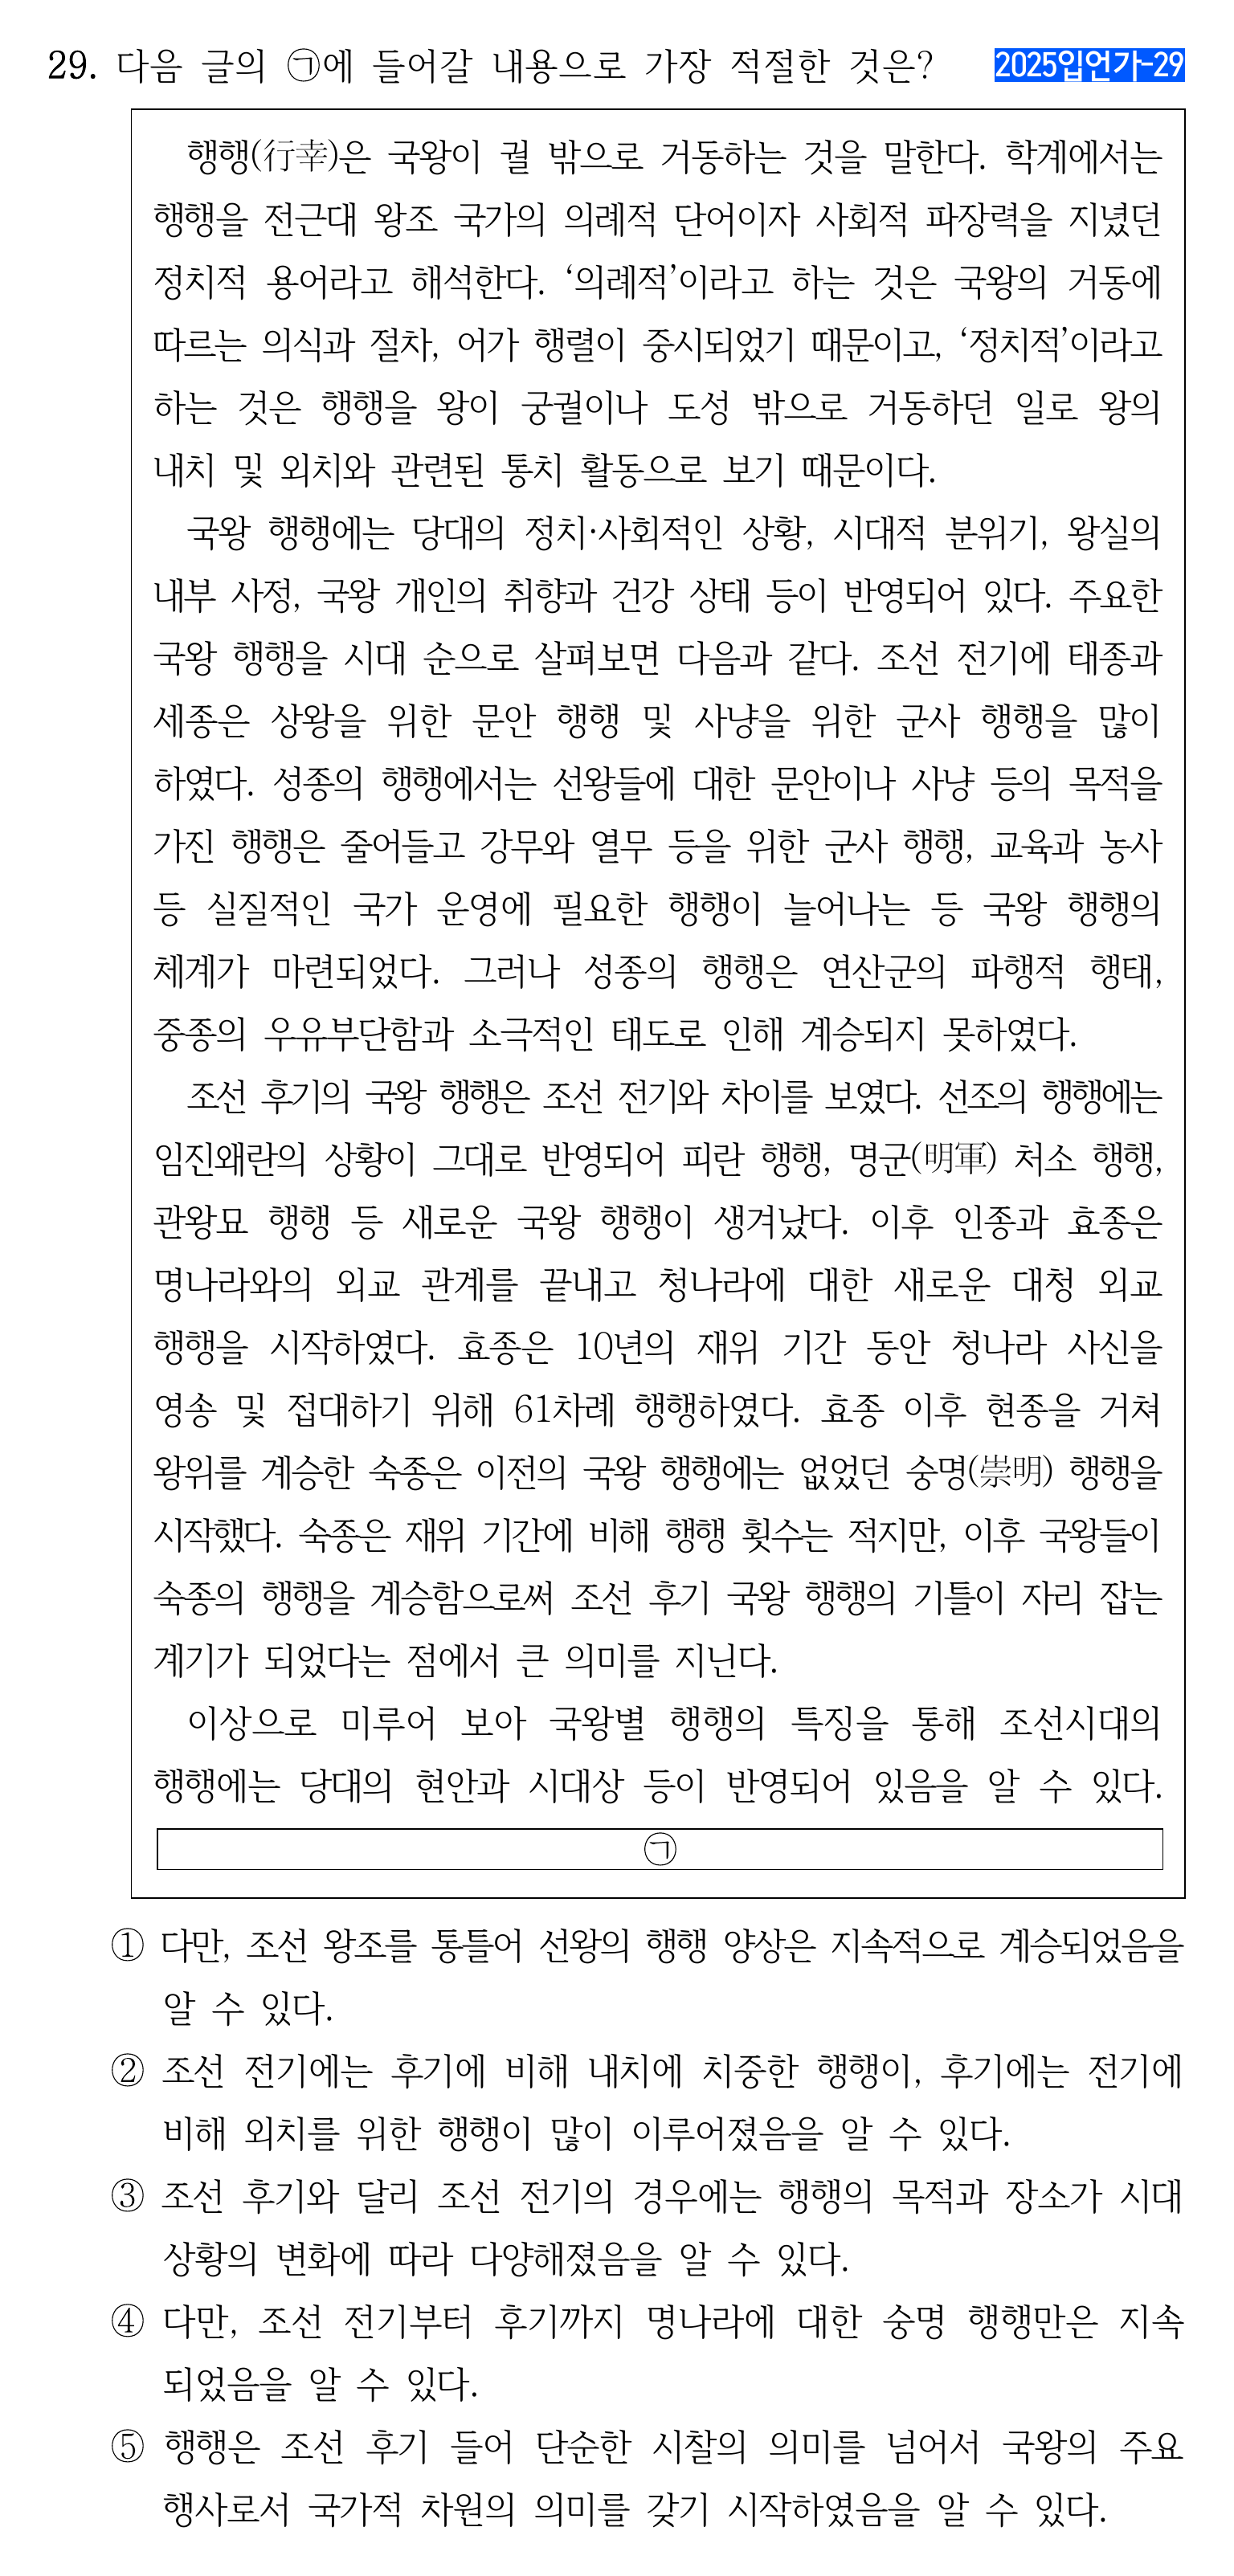 29. 다음 글의 ㉠에 들어갈 내용으로 가장 적절한 것은? 2025입언가-29
행행(行幸)은 국왕이 궐 밖으로 거동하는 것을 말한다. 학계에서는
행행을 전근대 왕조 국가의 의례적 단어이자 사회적 파장력을 지녔던
정치적 용어라고 해석한다. ‘의례적’이라고 하는 것은 국왕의 거동에
따르는 의식과 절차, 어가 행렬이 중시되었기 때문이고, ‘정치적’이라고
하는 것은 행행을 왕이 궁궐이나 도성 밖으로 거동하던 일로 왕의
내치 및 외치와 관련된 통치 활동으로 보기 때문이다.
국왕 행행에는 당대의 정치·사회적인 상황, 시대적 분위기, 왕실의
내부 사정, 국왕 개인의 취향과 건강 상태 등이 반영되어 있다. 주요한
국왕 행행을 시대 순으로 살펴보면 다음과 같다. 조선 전기에 태종과
세종은 상왕을 위한 문안 행행 및 사냥을 위한 군사 행행을 많이
하였다. 성종의 행행에서는 선왕들에 대한 문안이나 사냥 등의 목적을
가진 행행은 줄어들고 강무와 열무 등을 위한 군사 행행, 교육과 농사
등 실질적인 국가 운영에 필요한 행행이 늘어나는 등 국왕 행행의
체계가 마련되었다. 그러나 성종의 행행은 연산군의 파행적 행태,
중종의 우유부단함과 소극적인 태도로 인해 계승되지 못하였다.
조선 후기의 국왕 행행은 조선 전기와 차이를 보였다. 선조의 행행에는
임진왜란의 상황이 그대로 반영되어 피란 행행, 명군(明軍) 처소 행행,
관왕묘 행행 등 새로운 국왕 행행이 생겨났다. 이후 인종과 효종은
명나라와의 외교 관계를 끝내고 청나라에 대한 새로운 대청 외교
행행을 시작하였다. 효종은 10년의 재위 기간 동안 청나라 사신을
영송 및 접대하기 위해 61차례 행행하였다. 효종 이후 현종을 거쳐
왕위를 계승한 숙종은 이전의 국왕 행행에는 없었던 숭명(崇明) 행행을
시작했다. 숙종은 재위 기간에 비해 행행 횟수는 적지만, 이후 국왕들이
숙종의 행행을 계승함으로써 조선 후기 국왕 행행의 기틀이 자리 잡는
계기가 되었다는 점에서 큰 의미를 지닌다.
이상으로 미루어 보아 국왕별 행행의 특징을 통해 조선시대의
행행에는 당대의 현안과 시대상 등이 반영되어 있음을 알 수 있다.
㉠
① 다만, 조선 왕조를 통틀어 선왕의 행행 양상은 지속적으로 계승되었음을
알 수 있다.
② 조선 전기에는 후기에 비해 내치에 치중한 행행이, 후기에는 전기에
비해 외치를 위한 행행이 많이 이루어졌음을 알 수 있다.
③ 조선 후기와 달리 조선 전기의 경우에는 행행의 목적과 장소가 시대
상황의 변화에 따라 다양해졌음을 알 수 있다.
④ 다만, 조선 전기부터 후기까지 명나라에 대한 숭명 행행만은 지속
되었음을 알 수 있다.
⑤ 행행은 조선 후기 들어 단순한 시찰의 의미를 넘어서 국왕의 주요
행사로서 국가적 차원의 의미를 갖기 시작하였음을 알 수 있다.